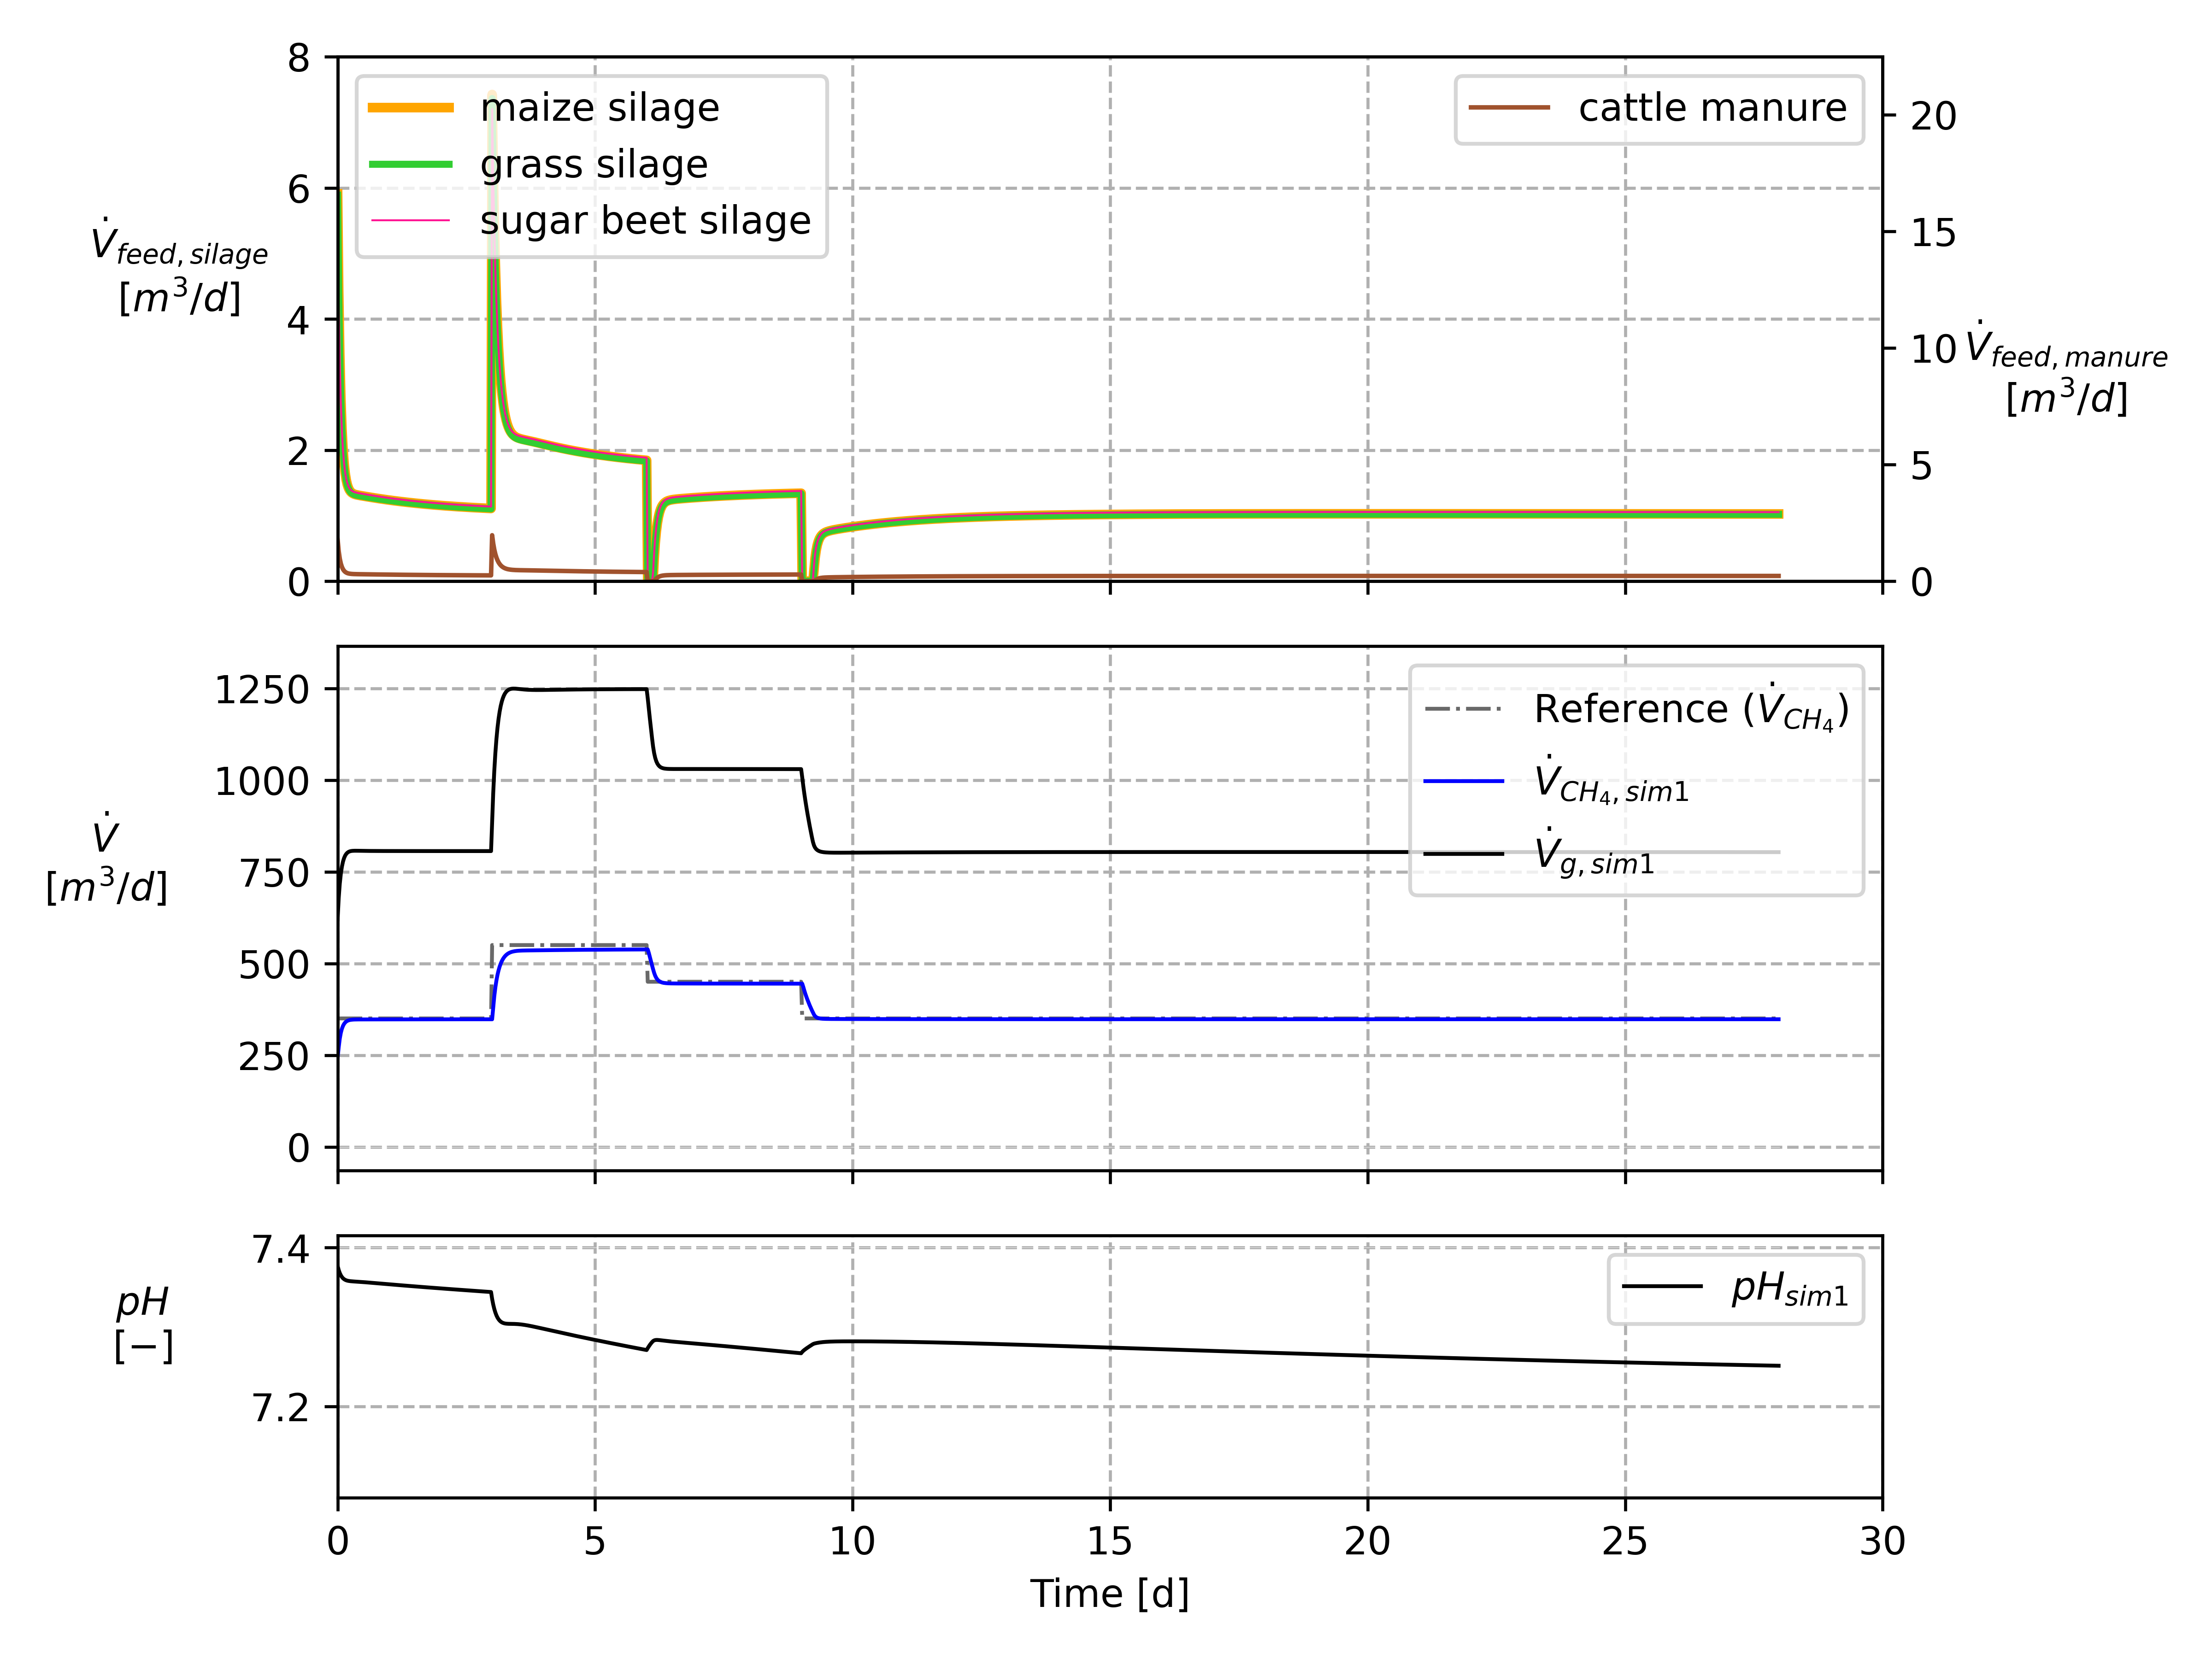 8
6
4
2
0
V̇feed, silage
[m³/d]
maize silage
grass silage
sugar beet silage
cattle manure
20
15
10
5
0
V̇feed, manure
[m³/d]
1250
1000
750
500
250
0
V̇
[m³/d]
Reference (V̇CH₄)
V̇CH₄, sim1
V̇g, sim1
7.4
7.2
pH
[−]
pHsim1
0 5 10 15 20 25 30
Time [d]